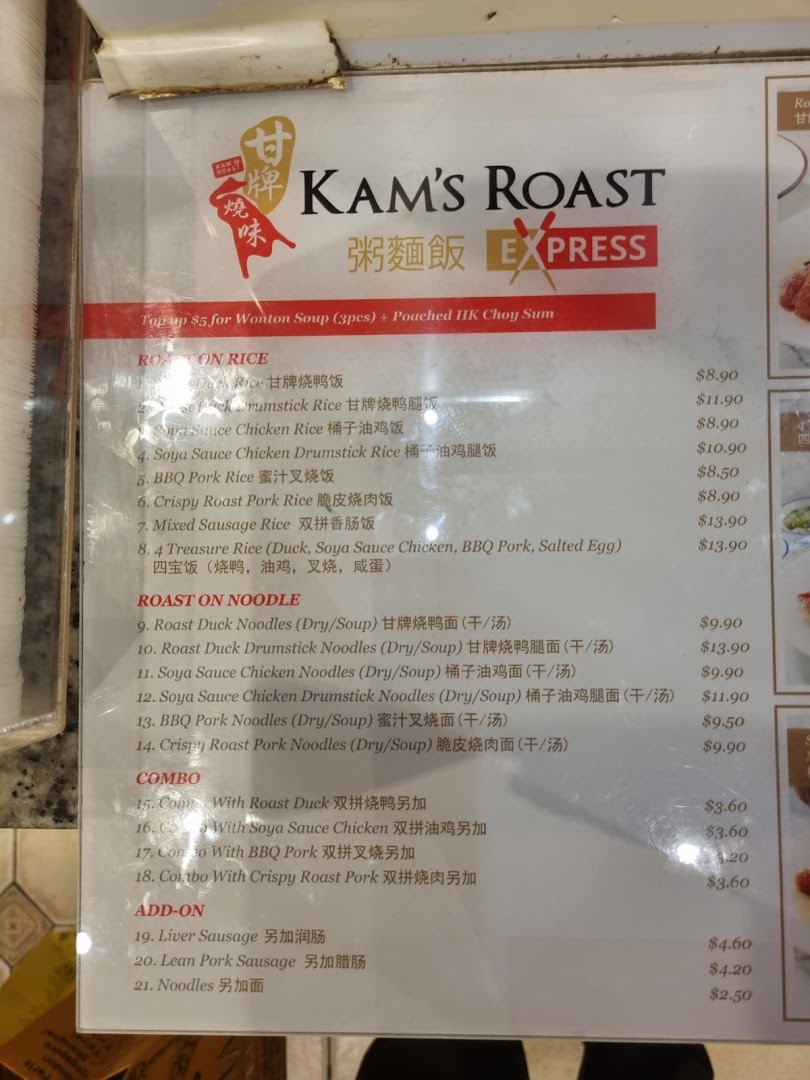 甘牌
KAM'S ROAST
燒味
KAM'S ROAST
粥麵飯 EXPRESS
Top up $5 for Wonton Soup (3pcs) + Poached HK Choy Sum
ROAST ON RICE
Duck Rice 甘牌烧鸭饭 $8.90
2. Duck Drumstick Rice 甘牌烧鸭腿饭 $11.90
3. Soya Sauce Chicken Rice 桶子油鸡饭 $8.90
4. Soya Sauce Chicken Drumstick Rice 桶子油鸡腿饭 $10.90
5. BBQ Pork Rice 蜜汁叉烧饭 $8.50
6. Crispy Roast Pork Rice 脆皮烧肉饭 $8.90
7. Mixed Sausage Rice 双拼香肠饭 $13.90
8. 4 Treasure Rice (Duck, Soya Sauce Chicken, BBQ Pork, Salted Egg) $13.90
四宝饭（烧鸭，油鸡，叉烧，咸蛋）
ROAST ON NOODLE
9. Roast Duck Noodles (Dry/Soup) 甘牌烧鸭面(干/汤) $9.90
10. Roast Duck Drumstick Noodles (Dry/Soup) 甘牌烧鸭腿面(干/汤) $13.90
11. Soya Sauce Chicken Noodles (Dry/Soup) 桶子油鸡面(干/汤) $9.90
12. Soya Sauce Chicken Drumstick Noodles (Dry/Soup) 桶子油鸡腿面(干/汤) $11.90
13. BBQ Pork Noodles (Dry/Soup) 蜜汁叉烧面(干/汤) $9.50
14. Crispy Roast Pork Noodles (Dry/Soup) 脆皮烧肉面(干/汤) $9.90
COMBO
15. Combo With Roast Duck 双拼烧鸭另加 $3.60
16. Combo With Soya Sauce Chicken 双拼油鸡另加 $3.60
17. Combo With BBQ Pork 双拼叉烧另加 .20
18. Combo With Crispy Roast Pork 双拼烧肉另加 $3.60
ADD-ON
19. Liver Sausage 另加润肠 $4.60
20. Lean Pork Sausage 另加腊肠 $4.20
21. Noodles 另加面 $2.50